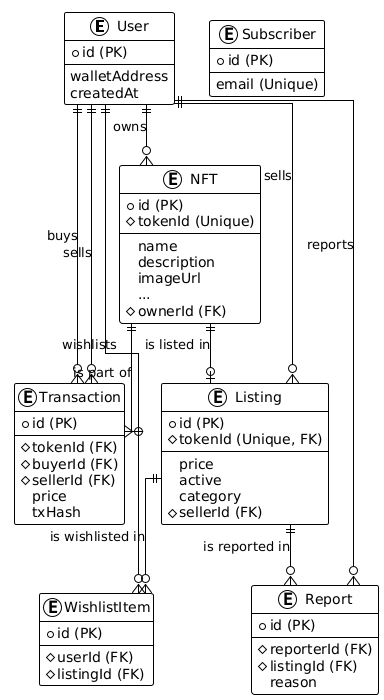 E User
id (PK)
walletAddress
createdAt
E Subscriber
id (PK)
email (Unique)
owns
E NFT
id (PK)
tokenId (Unique)
name
description
imageUrl
...
ownerId (FK)
sells
buys
sells
reports
wishlists
is listed in
is part of
E Transaction
id (PK)
tokenId (FK)
buyerId (FK)
sellerId (FK)
price
txHash
E Listing
id (PK)
tokenId (Unique, FK)
price
active
category
sellerId (FK)
is wishlisted in
is reported in
E WishlistItem
id (PK)
userId (FK)
listingId (FK)
E Report
id (PK)
reporterId (FK)
listingId (FK)
reason